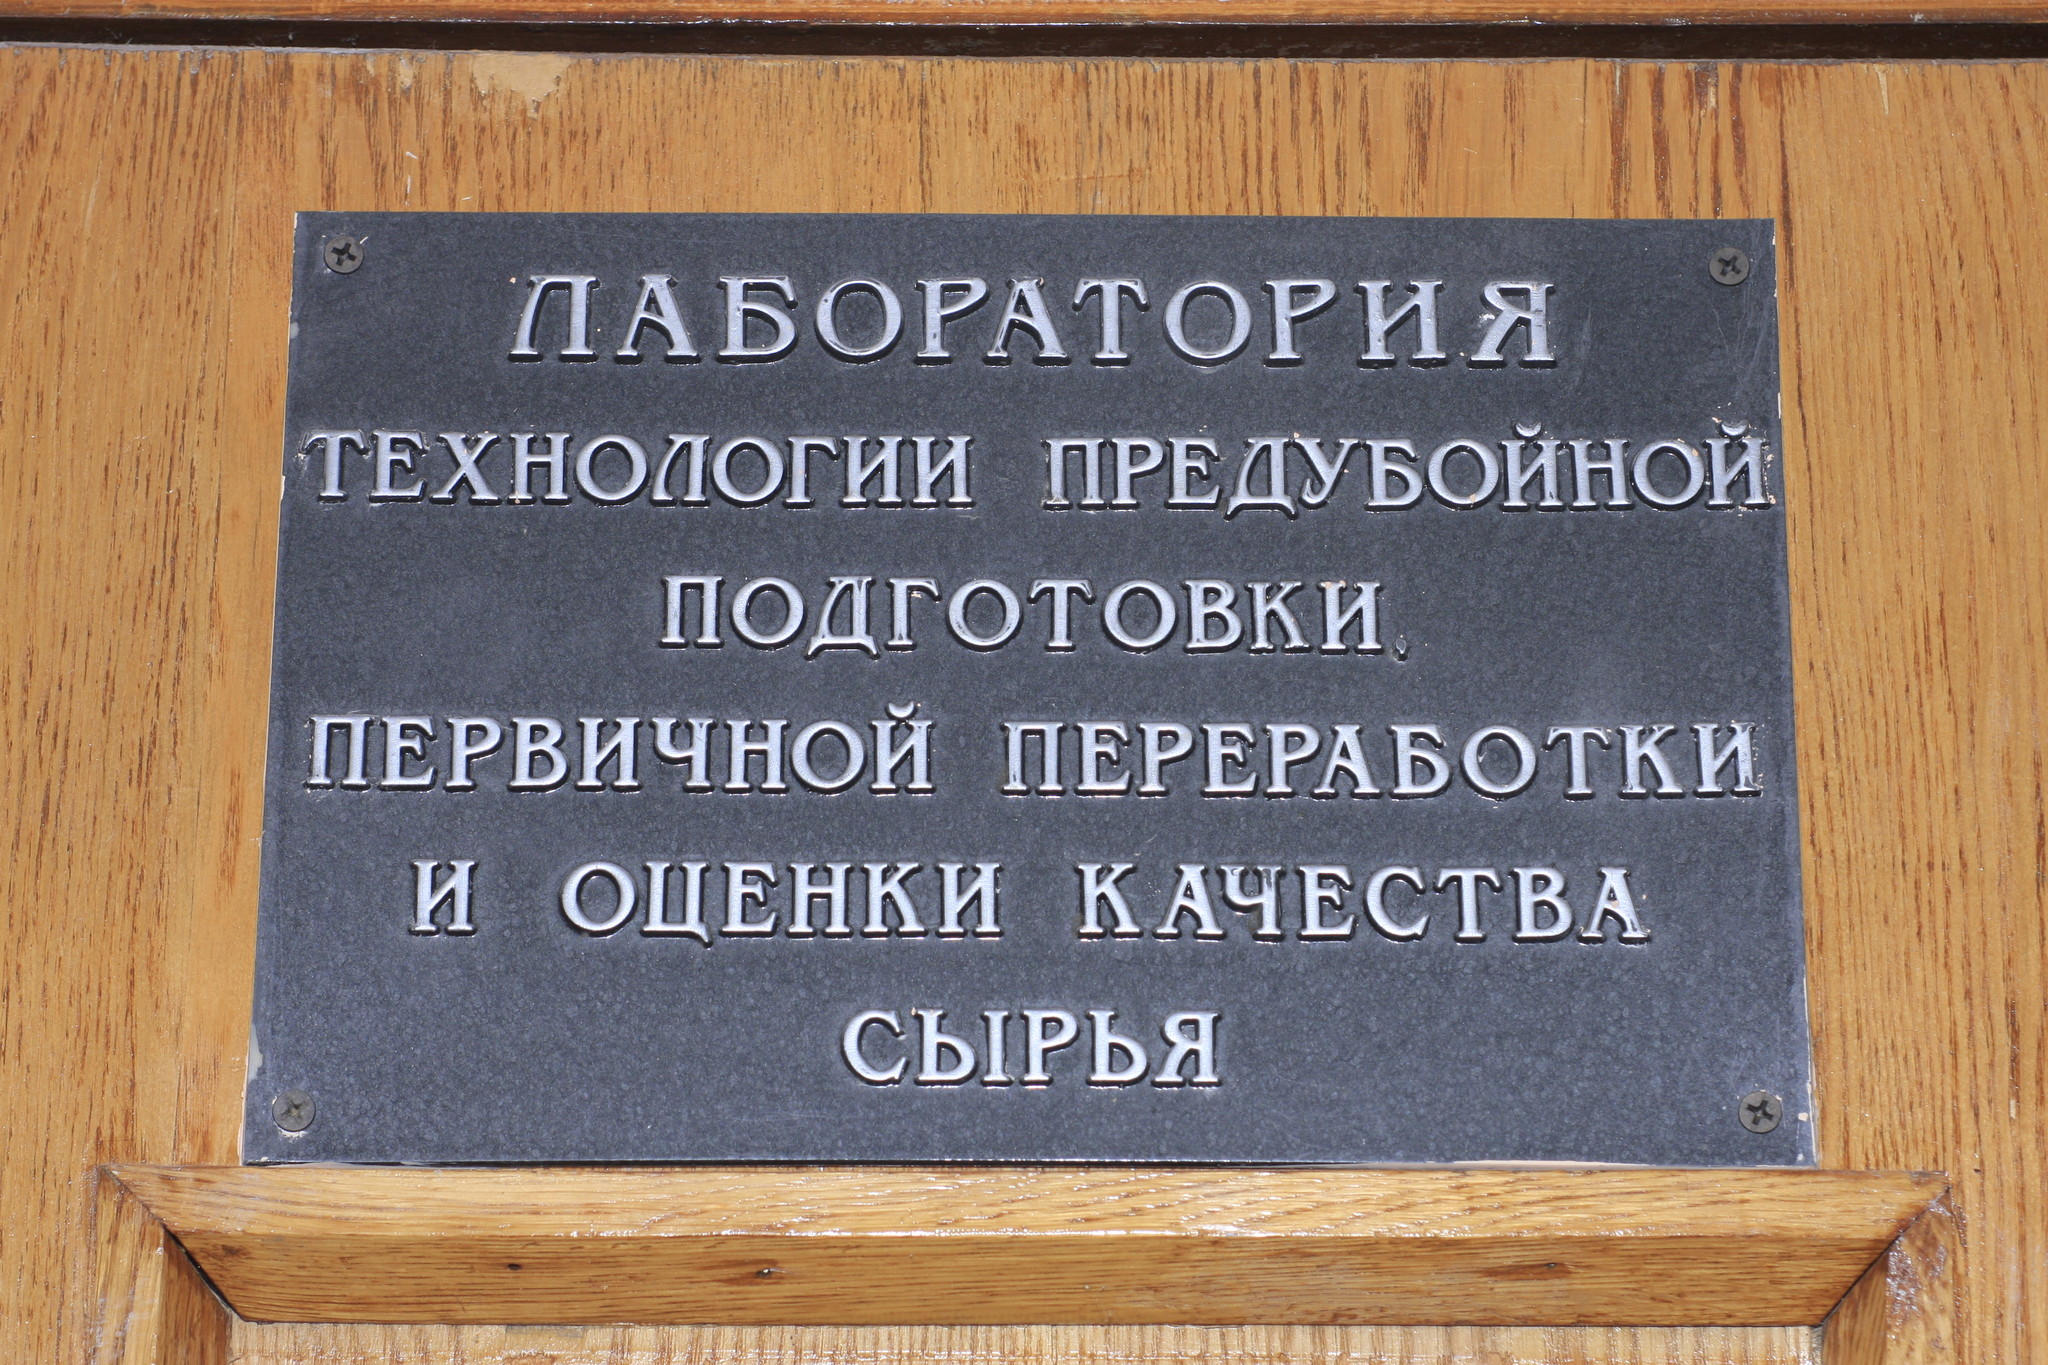 ЛАБОРАТОРИЯ
ТЕХНОЛОГИИ ПРЕДУБОЙНОЙ
ПОДГОТОВКИ,
ПЕРВИЧНОЙ ПЕРЕРАБОТКИ
И ОЦЕНКИ КАЧЕСТВА
СЫРЬЯ